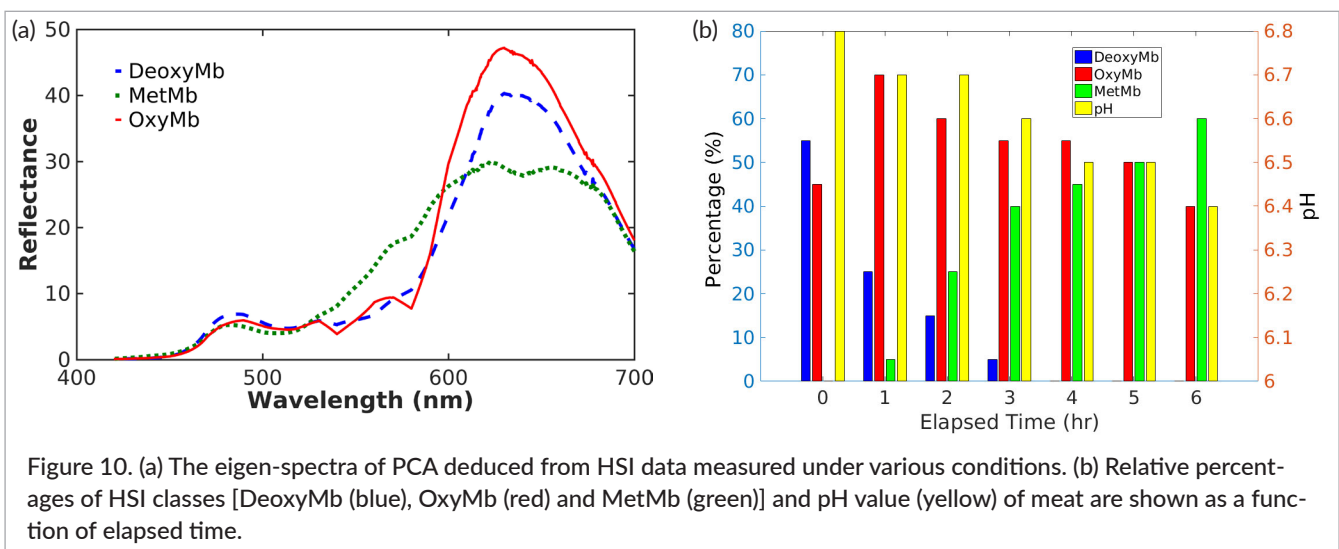 (a)
50
40
30
20
10
0
Reflectance
DeoxyMb
MetMb
OxyMb
400
500
600
700
Wavelength (nm)
(b)
80
70
60
50
40
30
20
10
0
Percentage (%)
DeoxyMb
OxyMb
MetMb
pH
6.8
6.7
6.6
6.5
6.4
6.3
6.2
6.1
6
pH
0 1 2 3 4 5 6
Elapsed Time (hr)
Figure 10. (a) The eigen-spectra of PCA deduced from HSI data measured under various conditions. (b) Relative percent-
ages of HSI classes [DeoxyMb (blue), OxyMb (red) and MetMb (green)] and pH value (yellow) of meat are shown as a func-
tion of elapsed time.